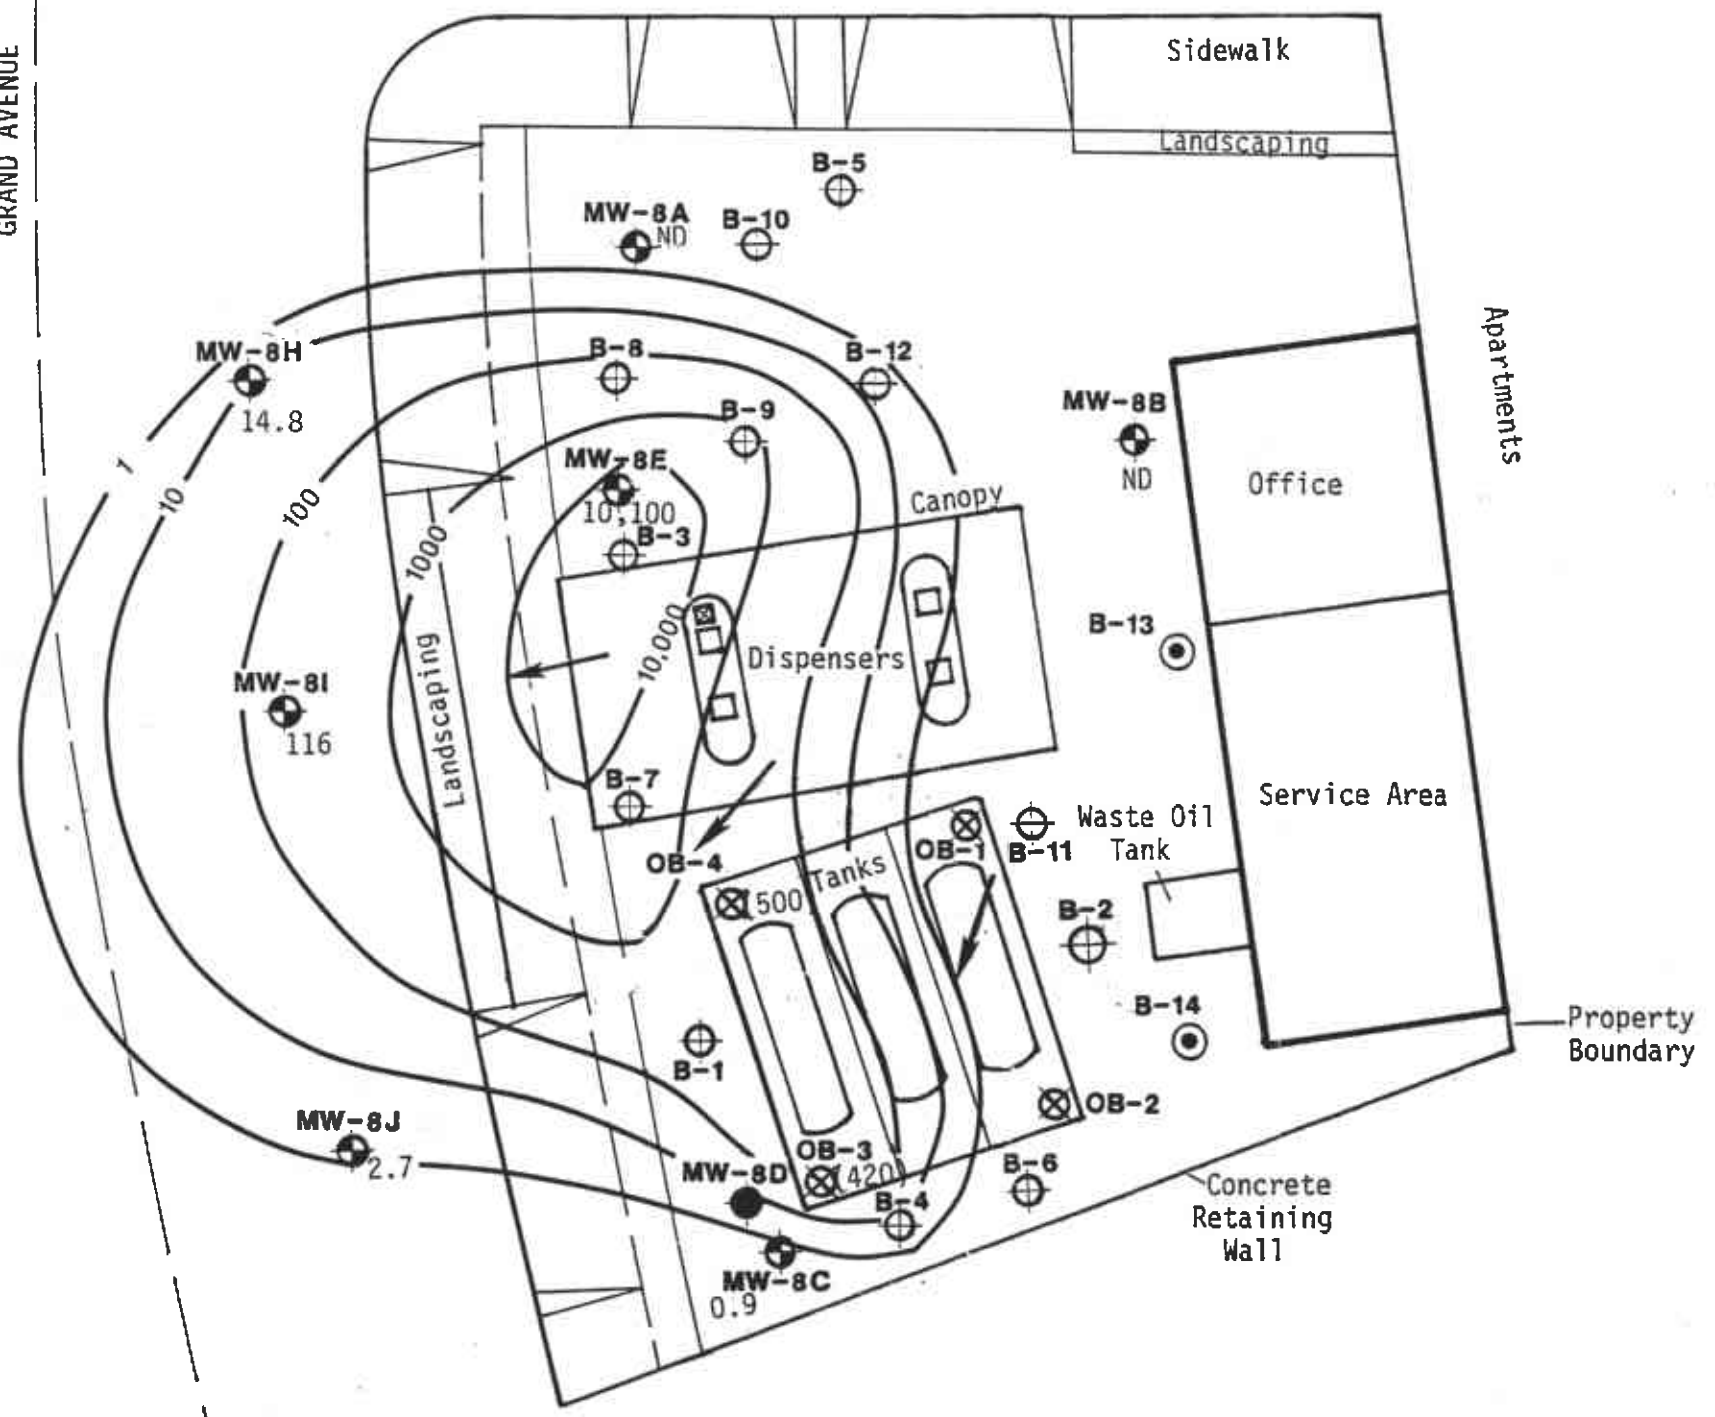 GRAND AVENUE
Sidewalk
Landscaping
B-5
MW-8A
ND
B-10
MW-8H
14.8
B-8
B-12
B-9
MW-8B
ND
Apartments
1
10
100
1000
MW-8E
10,100
B-3
Canopy
Office
10,000
Dispensers
B-13
Landscaping
MW-8I
116
B-7
Service Area
Waste Oil
Tank
OB-4
(500)
Tanks
OB-1
B-11
B-2
B-14
Property
Boundary
B-1
OB-2
MW-8J
2.7
OB-3
(420)
MW-8D
B-4
B-6
Concrete
Retaining
Wall
MW-8C
0.9